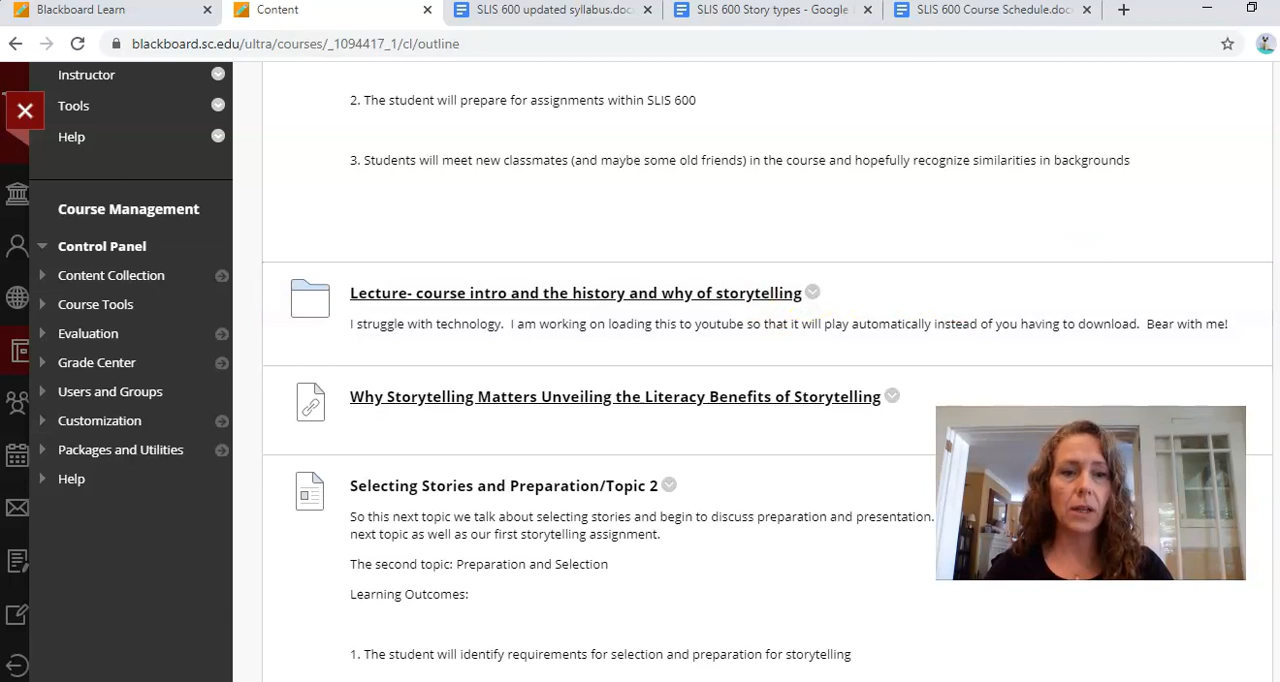 Blackboard Learn
Content
SLIS 600 updated syllabus.doc
SLIS 600 Story types - Google
SLIS 600 Course Schedule.doc
blackboard.sc.edu/ultra/courses/_1094417_1/cl/outline
Instructor
Tools
Help
Course Management
Control Panel
Content Collection
Course Tools
Evaluation
Grade Center
Users and Groups
Customization
Packages and Utilities
Help
2. The student will prepare for assignments within SLIS 600
3. Students will meet new classmates (and maybe some old friends) in the course and hopefully recognize similarities in backgrounds
Lecture- course intro and the history and why of storytelling
I struggle with technology. I am working on loading this to youtube so that it will play automatically instead of you having to download. Bear with me!
Why Storytelling Matters Unveiling the Literacy Benefits of Storytelling
Selecting Stories and Preparation/Topic 2
So this next topic we talk about selecting stories and begin to discuss preparation and presentation.
next topic as well as our first storytelling assignment.
The second topic: Preparation and Selection
Learning Outcomes:
1. The student will identify requirements for selection and preparation for storytelling